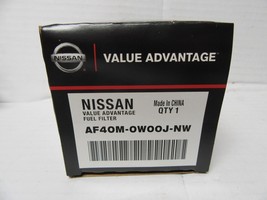 NISSAN
VALUE ADVANTAGE
NISSAN
VALUE ADVANTAGE
FUEL FILTER
Made In CHINA
QTY 1
AF40M-0W00J-NW